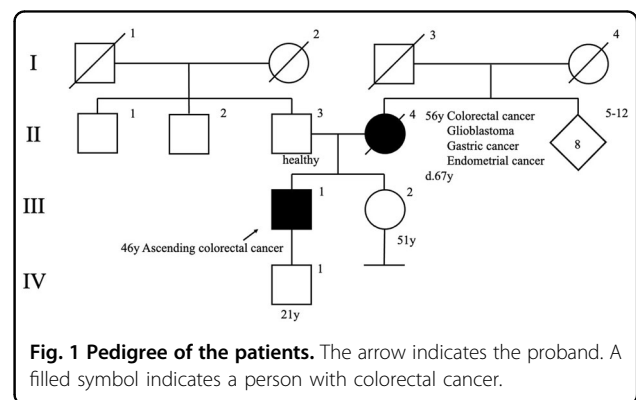 I
1
2
3
4
II
1
2
3
healthy
4
56y Colorectal cancer
Glioblastoma
Gastric cancer
Endometrial cancer
d.67y
5-12
8
III
1
2
46y Ascending colorectal cancer
51y
IV
1
21y
Fig. 1 Pedigree of the patients. The arrow indicates the proband. A
filled symbol indicates a person with colorectal cancer.